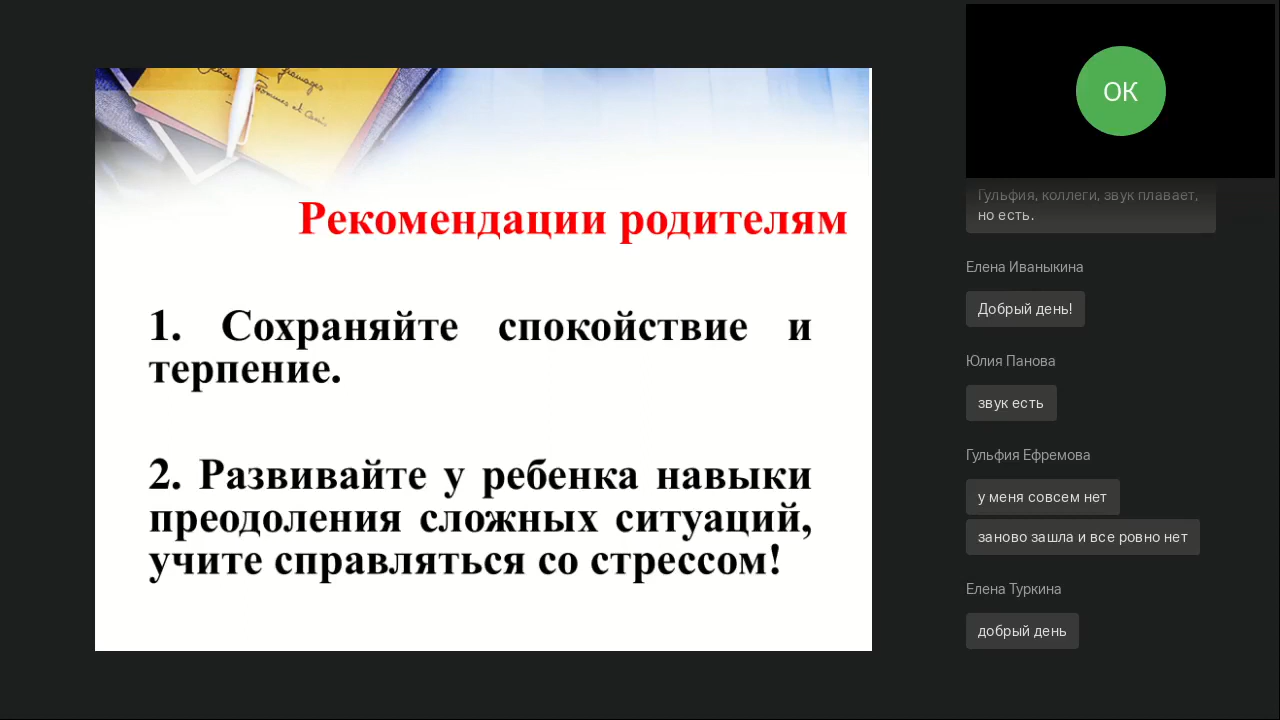 Рекомендации родителям
1. Сохраняйте спокойствие и
терпение.
2. Развивайте у ребенка навыки
преодоления сложных ситуаций,
учите справляться со стрессом!
ОК
Гульфия, коллеги, звук плавает,
но есть.
Елена Иваныкина
Добрый день!
Юлия Панова
звук есть
Гульфия Ефремова
у меня совсем нет
заново зашла и все ровно нет
Елена Туркина
добрый день